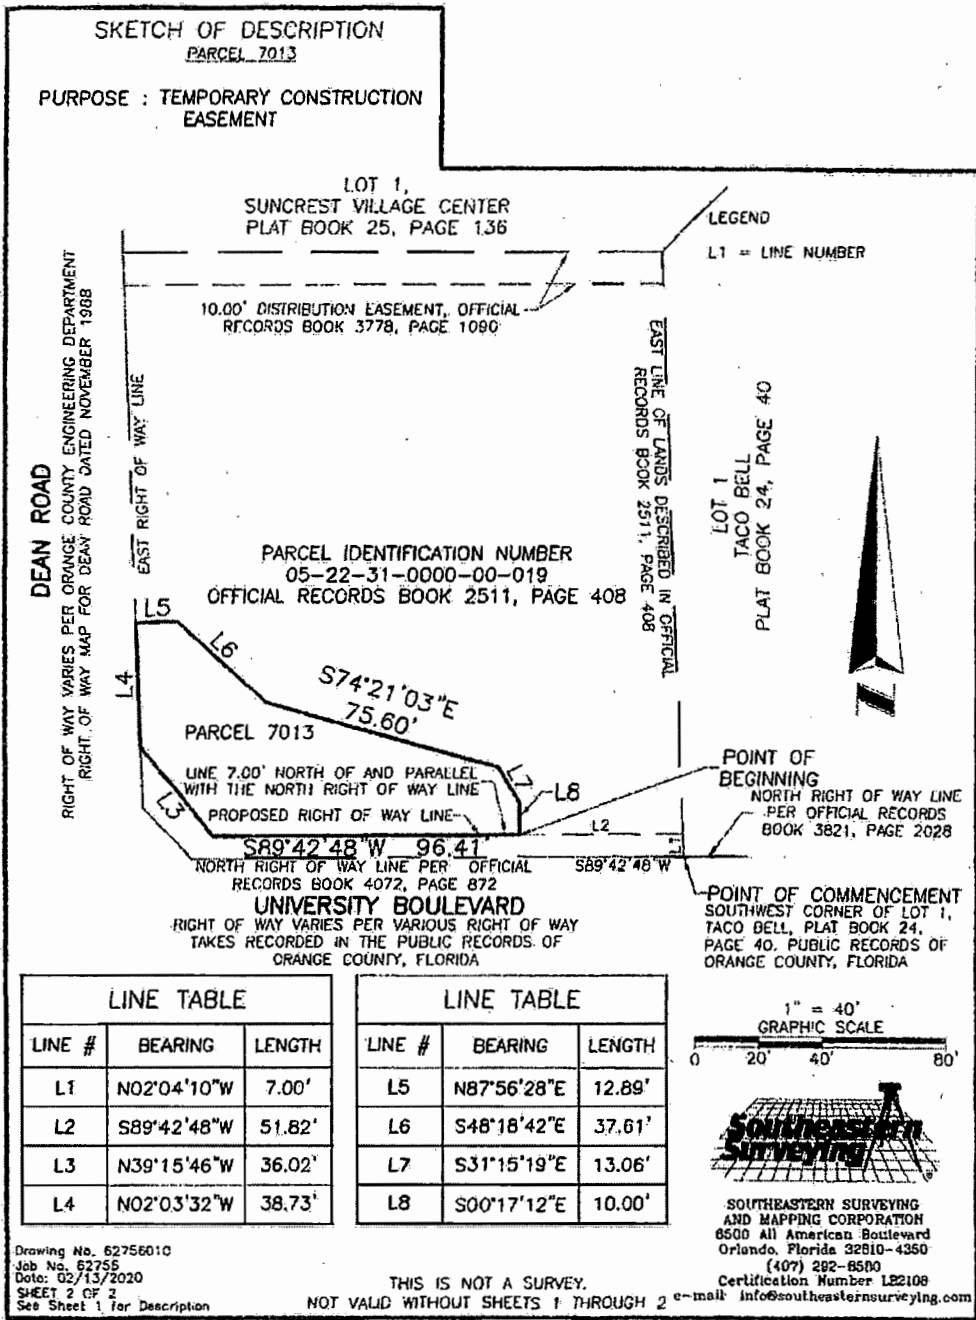 SKETCH OF DESCRIPTION
PARCEL 7013
PURPOSE : TEMPORARY CONSTRUCTION
EASEMENT
LOT 1,
SUNCREST VILLAGE CENTER
PLAT BOOK 25, PAGE 136
LEGEND
L1 = LINE NUMBER
10.00' DISTRIBUTION EASEMENT, OFFICIAL
RECORDS BOOK 3778, PAGE 1090
DEAN ROAD
RIGHT OF WAY VARIES PER ORANGE COUNTY ENGINEERING DEPARTMENT
RIGHT OF WAY MAP FOR DEAN ROAD DATED NOVEMBER 1988
EAST RIGHT OF WAY LINE
EAST LINE OF LANDS DESCRIBED IN OFFICIAL
RECORDS BOOK 2511, PAGE 408
LOT 1
TACO BELL
PLAT BOOK 24, PAGE 40
PARCEL IDENTIFICATION NUMBER
05-22-31-0000-00-019
OFFICIAL RECORDS BOOK 2511, PAGE 408
L5
L6
L4
S74°21'03"E
75.60'
PARCEL 7013
LINE 7.00' NORTH OF AND PARALLEL
WITH THE NORTH RIGHT OF WAY LINE
L7
L8
L3
PROPOSED RIGHT OF WAY LINE
POINT OF
BEGINNING
NORTH RIGHT OF WAY LINE
PER OFFICIAL RECORDS
BOOK 3821, PAGE 2028
L2
L1
S89°42'48"W 96.41'
S89°42'48"W
NORTH RIGHT OF WAY LINE PER OFFICIAL
RECORDS BOOK 4072, PAGE 872
UNIVERSITY BOULEVARD
RIGHT OF WAY VARIES PER VARIOUS RIGHT OF WAY
TAKES RECORDED IN THE PUBLIC RECORDS OF
ORANGE COUNTY, FLORIDA
POINT OF COMMENCEMENT
SOUTHWEST CORNER OF LOT 1,
TACO BELL, PLAT BOOK 24,
PAGE 40, PUBLIC RECORDS OF
ORANGE COUNTY, FLORIDA
LINE TABLE
LINE # BEARING LENGTH
L1 N02°04'10"W 7.00'
L2 S89°42'48"W 51.82'
L3 N39°15'46"W 36.02'
L4 N02°03'32"W 38.73'
LINE TABLE
LINE # BEARING LENGTH
L5 N87°56'28"E 12.89'
L6 S48°18'42"E 37.61'
L7 S31°15'19"E 13.06'
L8 S00°17'12"E 10.00'
1" = 40'
GRAPHIC SCALE
0 20' 40' 80'
Southeastern
Surveying
SOUTHEASTERN SURVEYING
AND MAPPING CORPORATION
6500 All American Boulevard
Orlando, Florida 32810-4350
(407) 292-8580
Certification Number LB2108
e-mail: info@southeasternsurveying.com
Drawing No. 62756010
Job No. 62756
Date: 02/13/2020
SHEET 2 OF 2
See Sheet 1 for Description
THIS IS NOT A SURVEY.
NOT VALID WITHOUT SHEETS 1 THROUGH 2